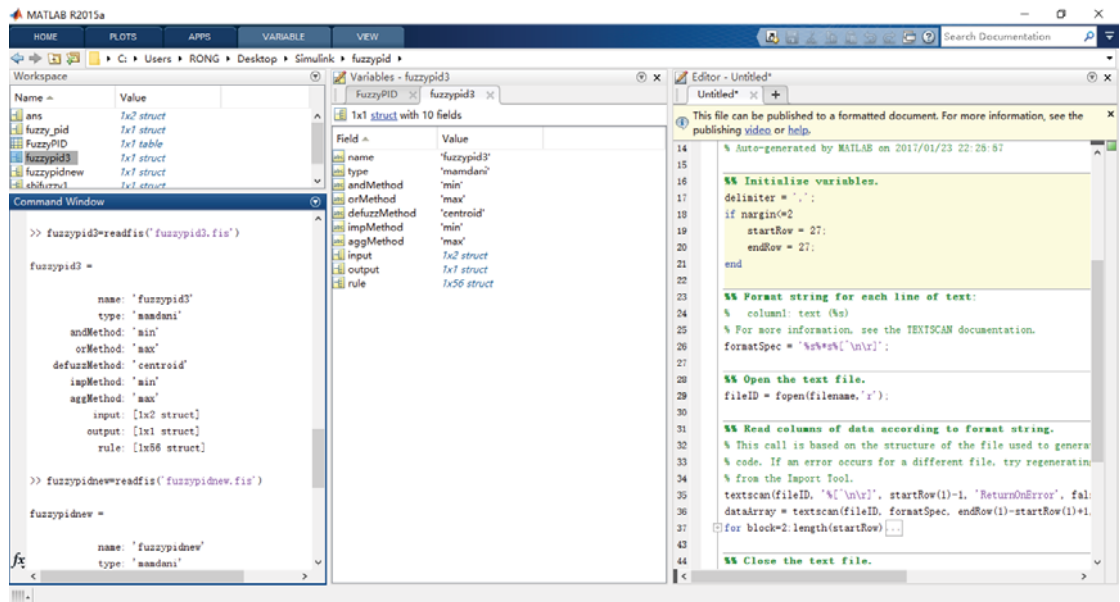 MATLAB R2015a
HOME PLOTS APPS VARIABLE VIEW
Search Documentation
C: Users RONG Desktop Simulink fuzzypid
Workspace
Name Value
ans 1x2 struct
fuzzy_pid 1x1 struct
FuzzyPID 1x1 table
fuzzypid3 1x1 struct
fuzzypidnew 1x1 struct
1x1 struct
Command Window
>> fuzzypid3=readfis('fuzzypid3.fis')
fuzzypid3 =
name: 'fuzzypid3'
type: 'mamdani'
andMethod: 'min'
orMethod: 'max'
defuzzMethod: 'centroid'
impMethod: 'min'
aggMethod: 'max'
input: [1x2 struct]
output: [1x1 struct]
rule: [1x56 struct]
>> fuzzypidnew=readfis('fuzzypidnew.fis')
fuzzypidnew =
name: 'fuzzypidnew'
type: 'mamdani'
fx
Variables - fuzzypid3
FuzzyPID fuzzypid3
1x1 struct with 10 fields
Field Value
name 'fuzzypid3'
type 'mamdani'
andMethod 'min'
orMethod 'max'
defuzzMethod 'centroid'
impMethod 'min'
aggMethod 'max'
input 1x2 struct
output 1x1 struct
rule 1x56 struct
Editor - Untitled*
Untitled* +
This file can be published to a formatted document. For more information, see the
publishing video or help.
14 % Auto-generated by MATLAB on 2017/01/23 22:28:57
15
16 %% Initialize variables.
17 delimiter = ',';
18 if nargin<=2
19 startRow = 27;
20 endRow = 27;
21 end
22
23 %% Format string for each line of text:
24 % column1: text (%s)
25 % For more information, see the TEXTSCAN documentation.
26 formatSpec = '%s%*s%[^\n\r]';
27
28 %% Open the text file.
29 fileID = fopen(filename,'r');
30
31 %% Read columns of data according to format string.
32 % This call is based on the structure of the file used to genera
33 % code. If an error occurs for a different file, try regeneratin
34 % from the Import Tool.
35 textscan(fileID, '%[^\n\r]', startRow(1)-1, 'ReturnOnError', fal
36 dataArray = textscan(fileID, formatSpec, endRow(1)-startRow(1)+1,
37 for block=2:length(startRow)...
43
44 %% Close the text file.